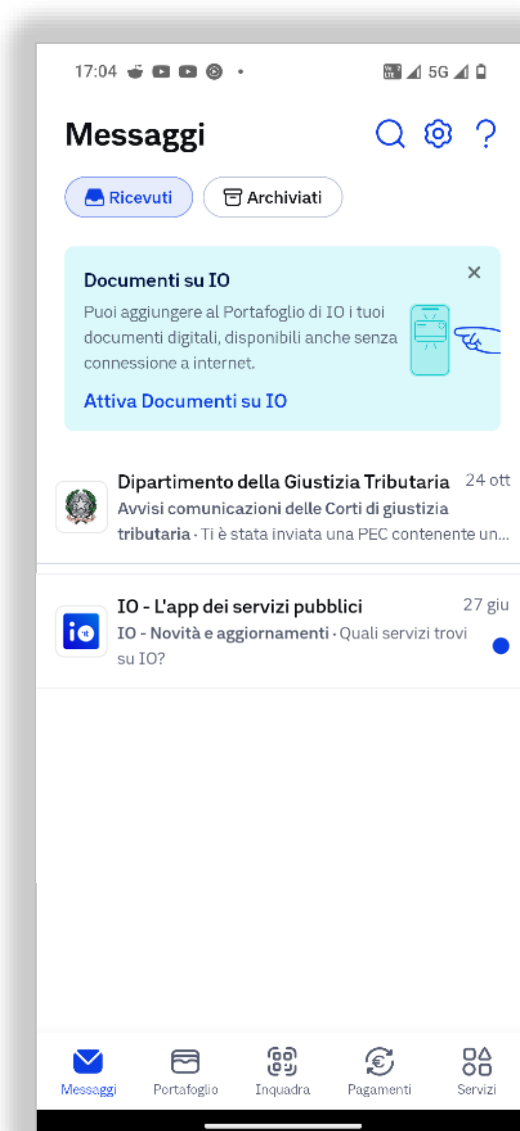 17:04
5G
Messaggi
Ricevuti
Archiviati
Documenti su IO
Puoi aggiungere al Portafoglio di IO i tuoi
documenti digitali, disponibili anche senza
connessione a internet.
Attiva Documenti su IO
Dipartimento della Giustizia Tributaria 24 ott
Avvisi comunicazioni delle Corti di giustizia
tributaria · Ti è stata inviata una PEC contenente un...
IO - L'app dei servizi pubblici 27 giu
IO - Novità e aggiornamenti · Quali servizi trovi
su IO?
io
Messaggi Portafoglio Inquadra Pagamenti Servizi